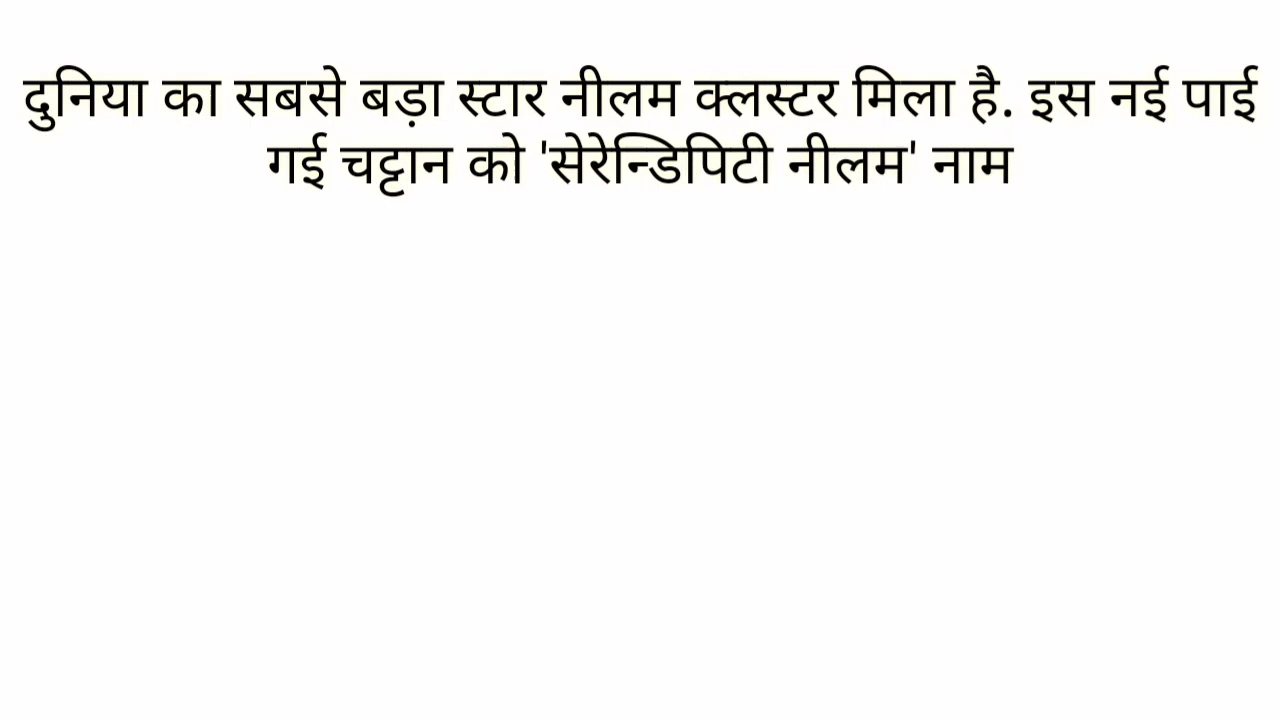 दुनिया का सबसे बड़ा स्टार नीलम क्लस्टर मिला है. इस नई पाई
गई चट्टान को 'सेरेन्डिपिटी नीलम' नाम